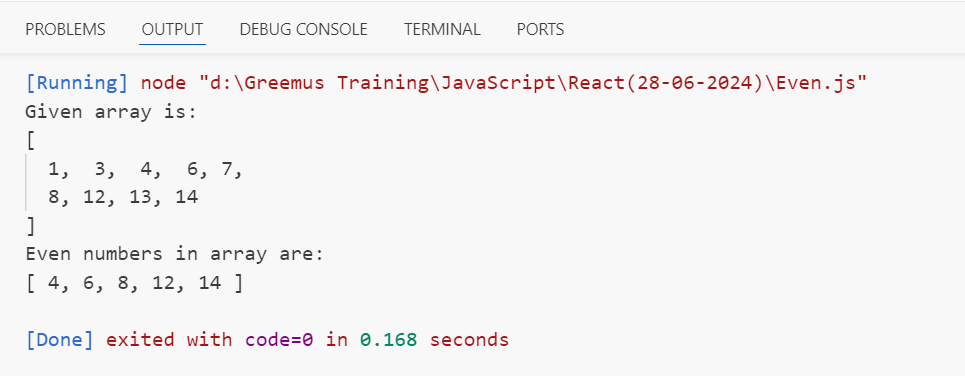 PROBLEMS OUTPUT DEBUG CONSOLE TERMINAL PORTS
[Running] node "d:\Greemus Training\JavaScript\React(28-06-2024)\Even.js"
Given array is:
[
  1,  3,  4,  6, 7,
  8, 12, 13, 14
]
Even numbers in array are:
[ 4, 6, 8, 12, 14 ]
[Done] exited with code=0 in 0.168 seconds